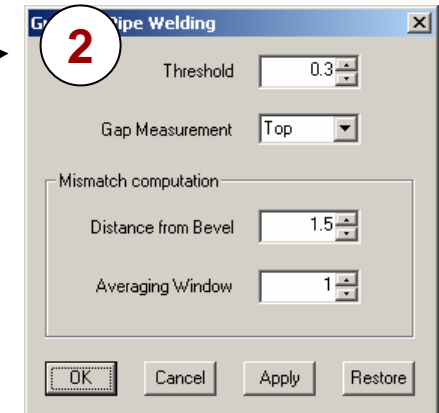 Pipe Welding
2
Threshold 0.3
Gap Measurement Top
Mismatch computation
Distance from Bevel 1.5
Averaging Window 1
OK Cancel Apply Restore